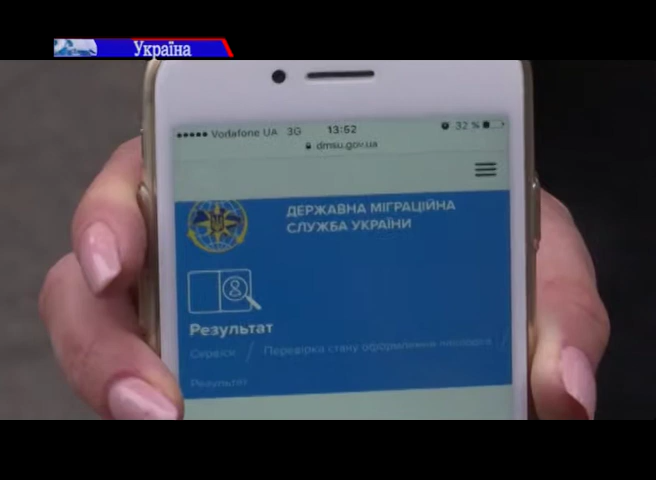 Україна
Vodafone UA 3G 13:52 32 %
dmsu.gov.ua
ДЕРЖАВНА МІГРАЦІЙНА
СЛУЖБА УКРАЇНИ
Результат
Сервіси / Перевірка стану оформлення паспорта /
Результат